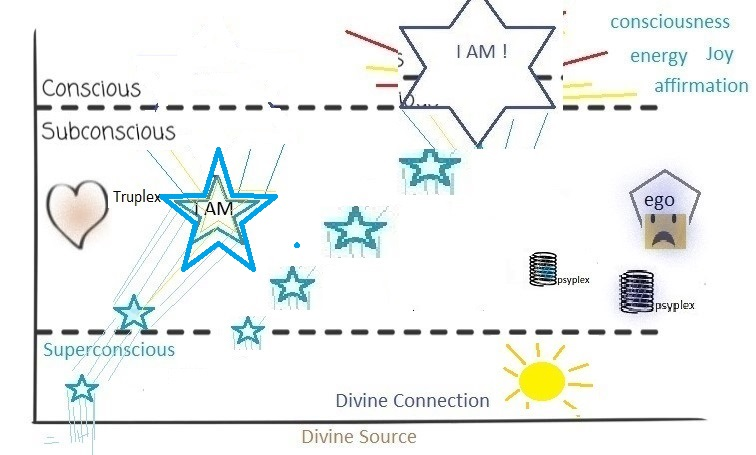 consciousness
I AM !
energy Joy
affirmation
Conscious
Subconscious
Truplex
I AM
ego
psyplex
psyplex
Superconscious
Divine Connection
Divine Source